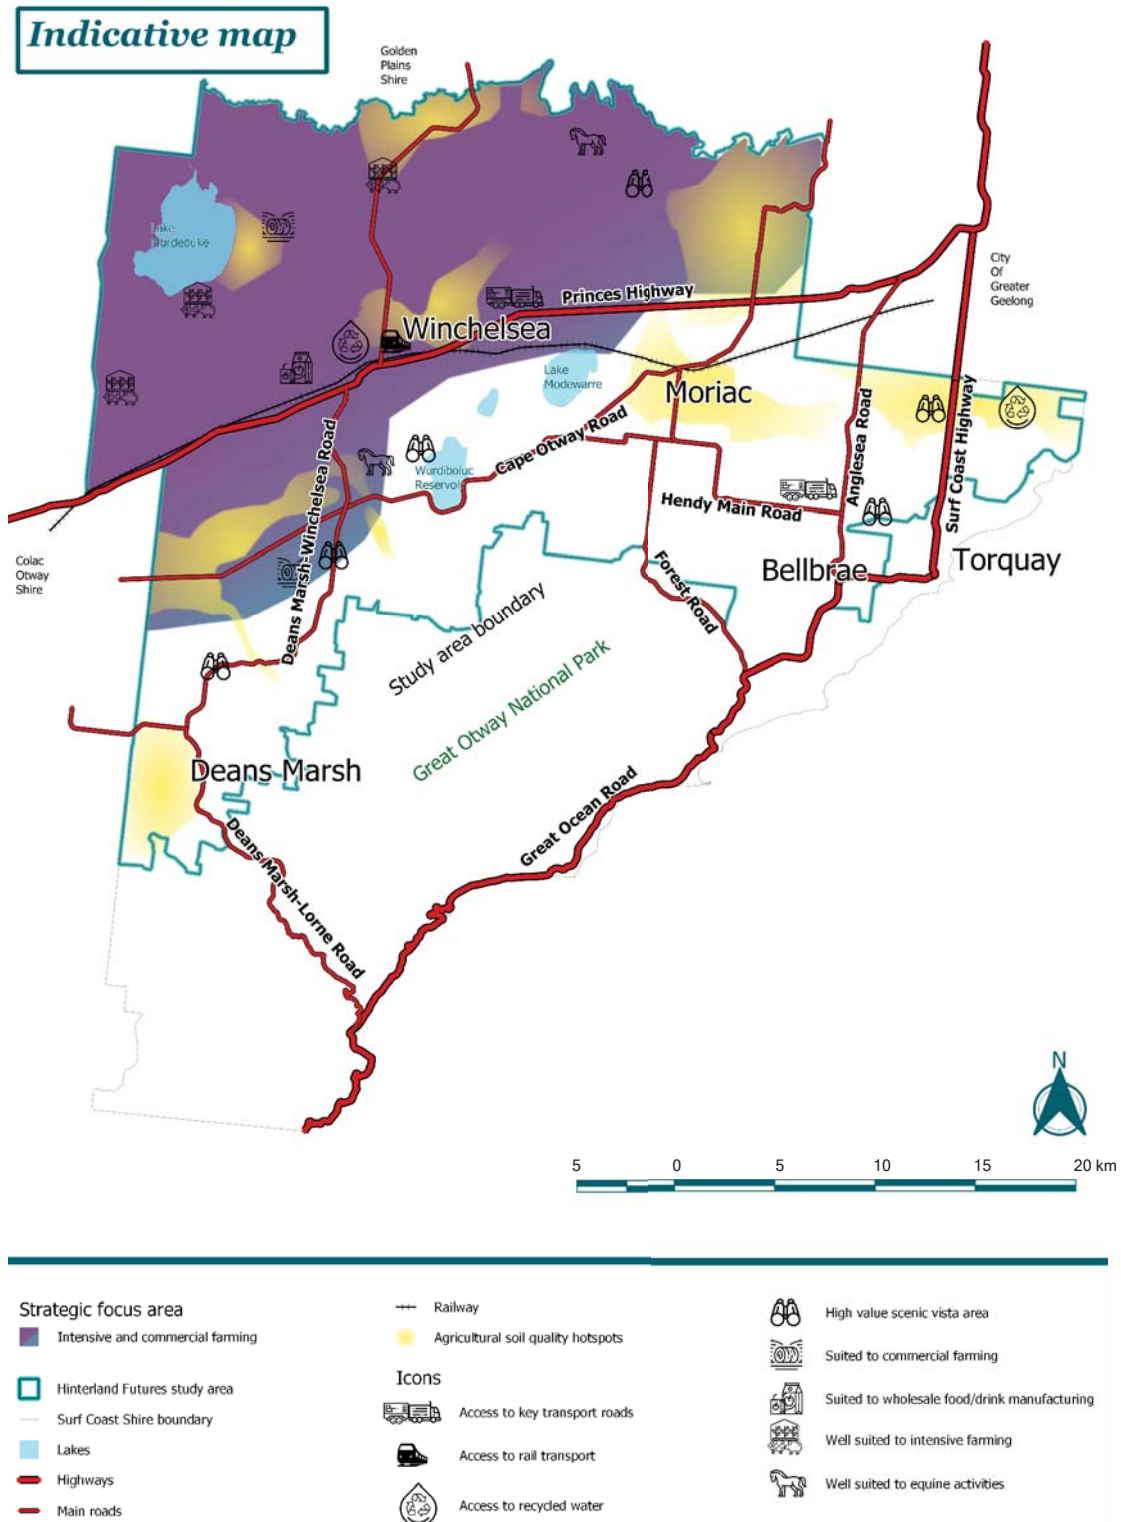 Indicative map
Golden
Plains
Shire
Lake
Murdeduke
City
Of
Greater
Geelong
Princes Highway
Winchelsea
Lake
Modewarre
Moriac
Cape Otway Road
Wurdiboluc
Reservoir
Deans Marsh-Winchelsea Road
Anglesea Road
Surf Coast Highway
Hendy Main Road
Colac
Otway
Shire
Torquay
Bellbrae
Forest Road
Study area boundary
Great Otway National Park
Deans Marsh
Great Ocean Road
Deans Marsh-Lorne Road
N
5 0 5 10 15 20 km
Strategic focus area
Intensive and commercial farming
Hinterland Futures study area
Surf Coast Shire boundary
Lakes
Highways
Main roads
Railway
Agricultural soil quality hotspots
Icons
Access to key transport roads
Access to rail transport
Access to recycled water
High value scenic vista area
Suited to commercial farming
Suited to wholesale food/drink manufacturing
Well suited to intensive farming
Well suited to equine activities